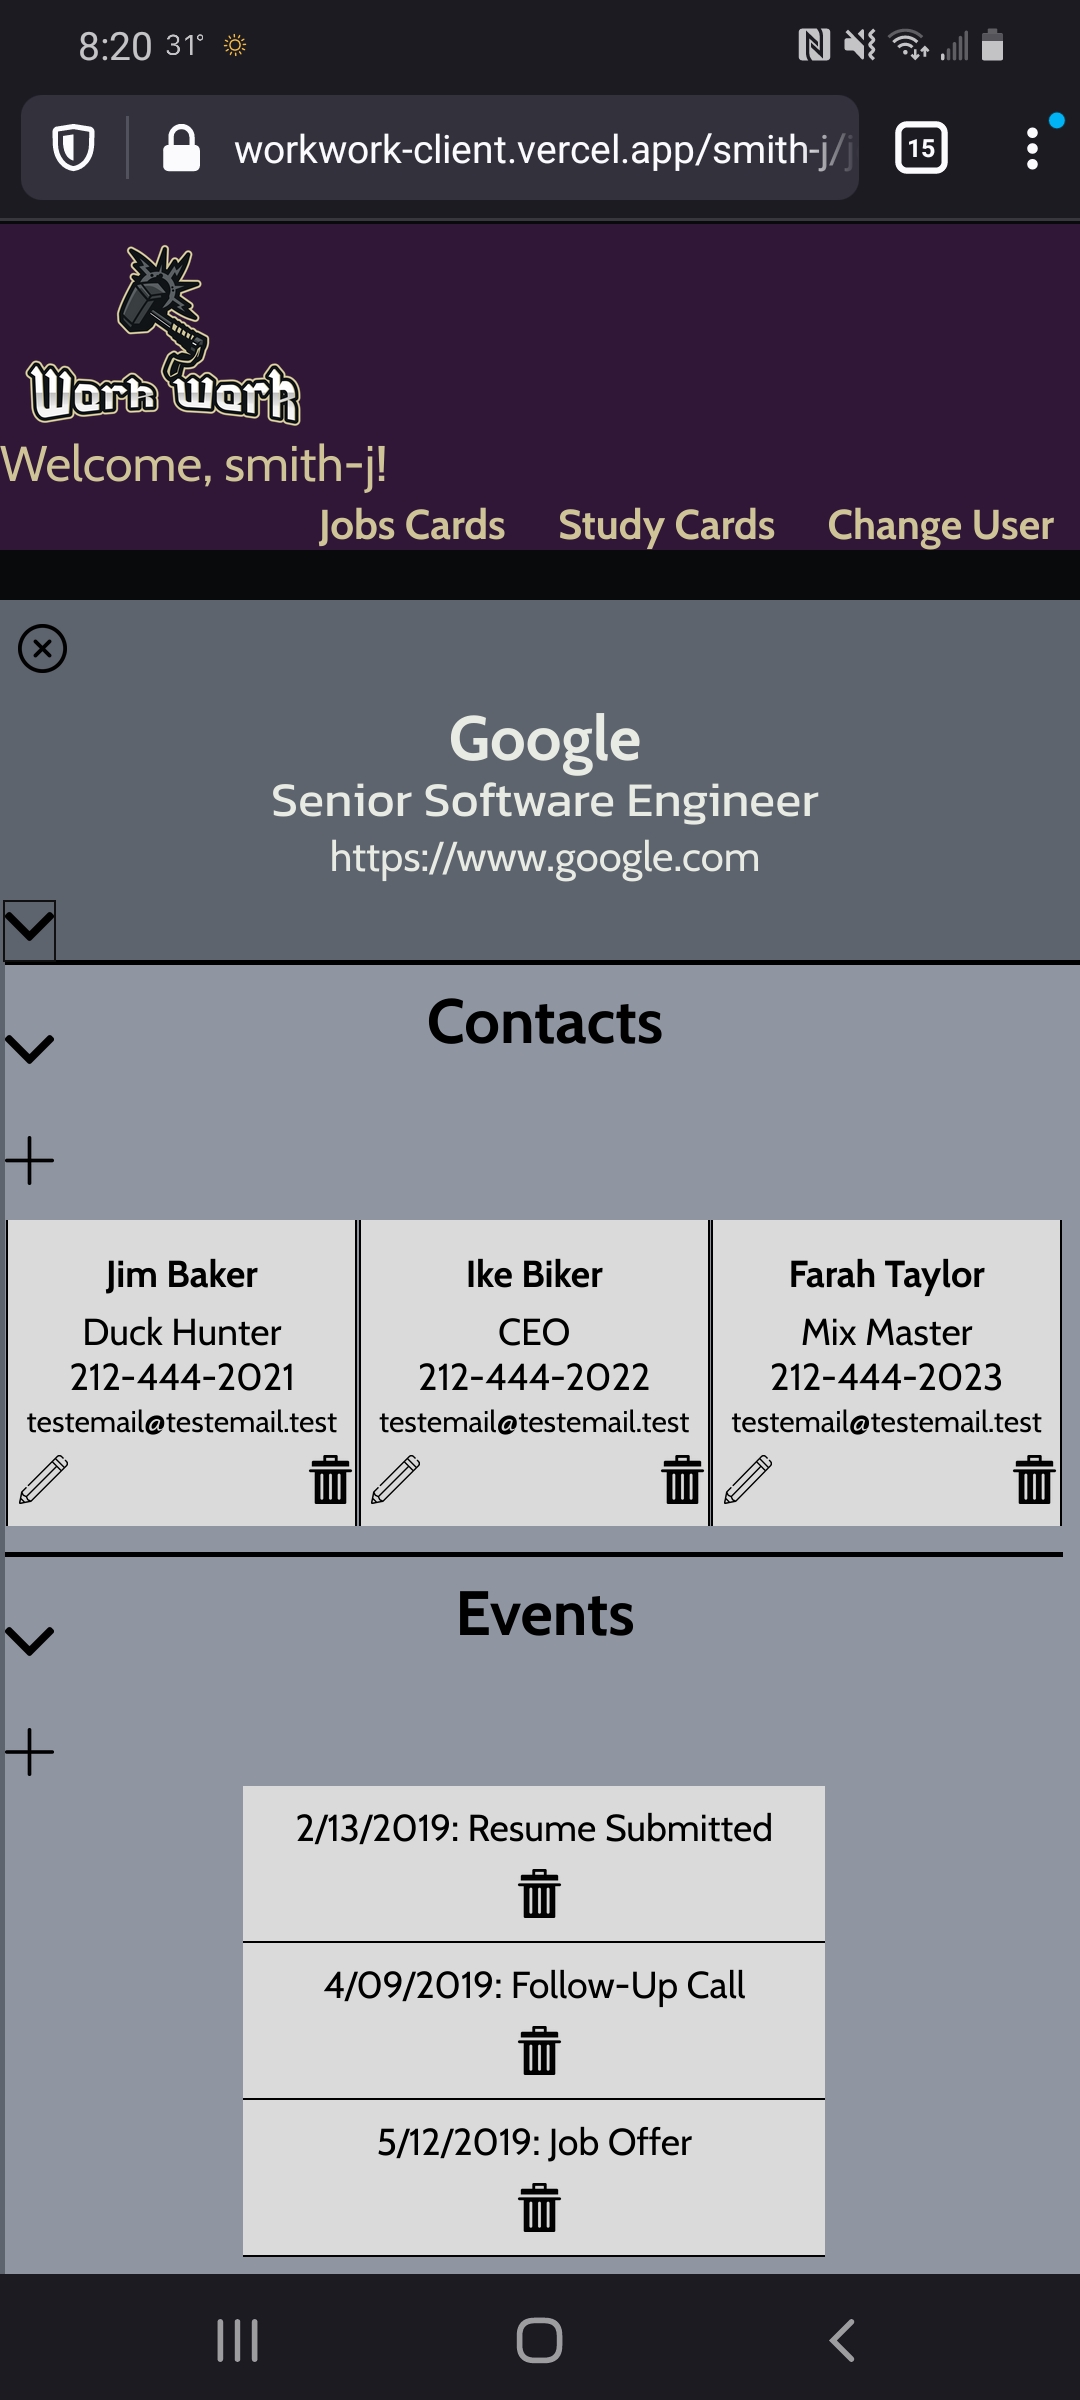 8:20 31°
workwork-client.vercel.app/smith-j/j
15
Work Work
Welcome, smith-j!
Jobs Cards Study Cards Change User
Google
Senior Software Engineer
https://www.google.com
Contacts
Jim Baker
Duck Hunter
212-444-2021
testemail@testemail.test
Ike Biker
CEO
212-444-2022
testemail@testemail.test
Farah Taylor
Mix Master
212-444-2023
testemail@testemail.test
Events
2/13/2019: Resume Submitted
4/09/2019: Follow-Up Call
5/12/2019: Job Offer